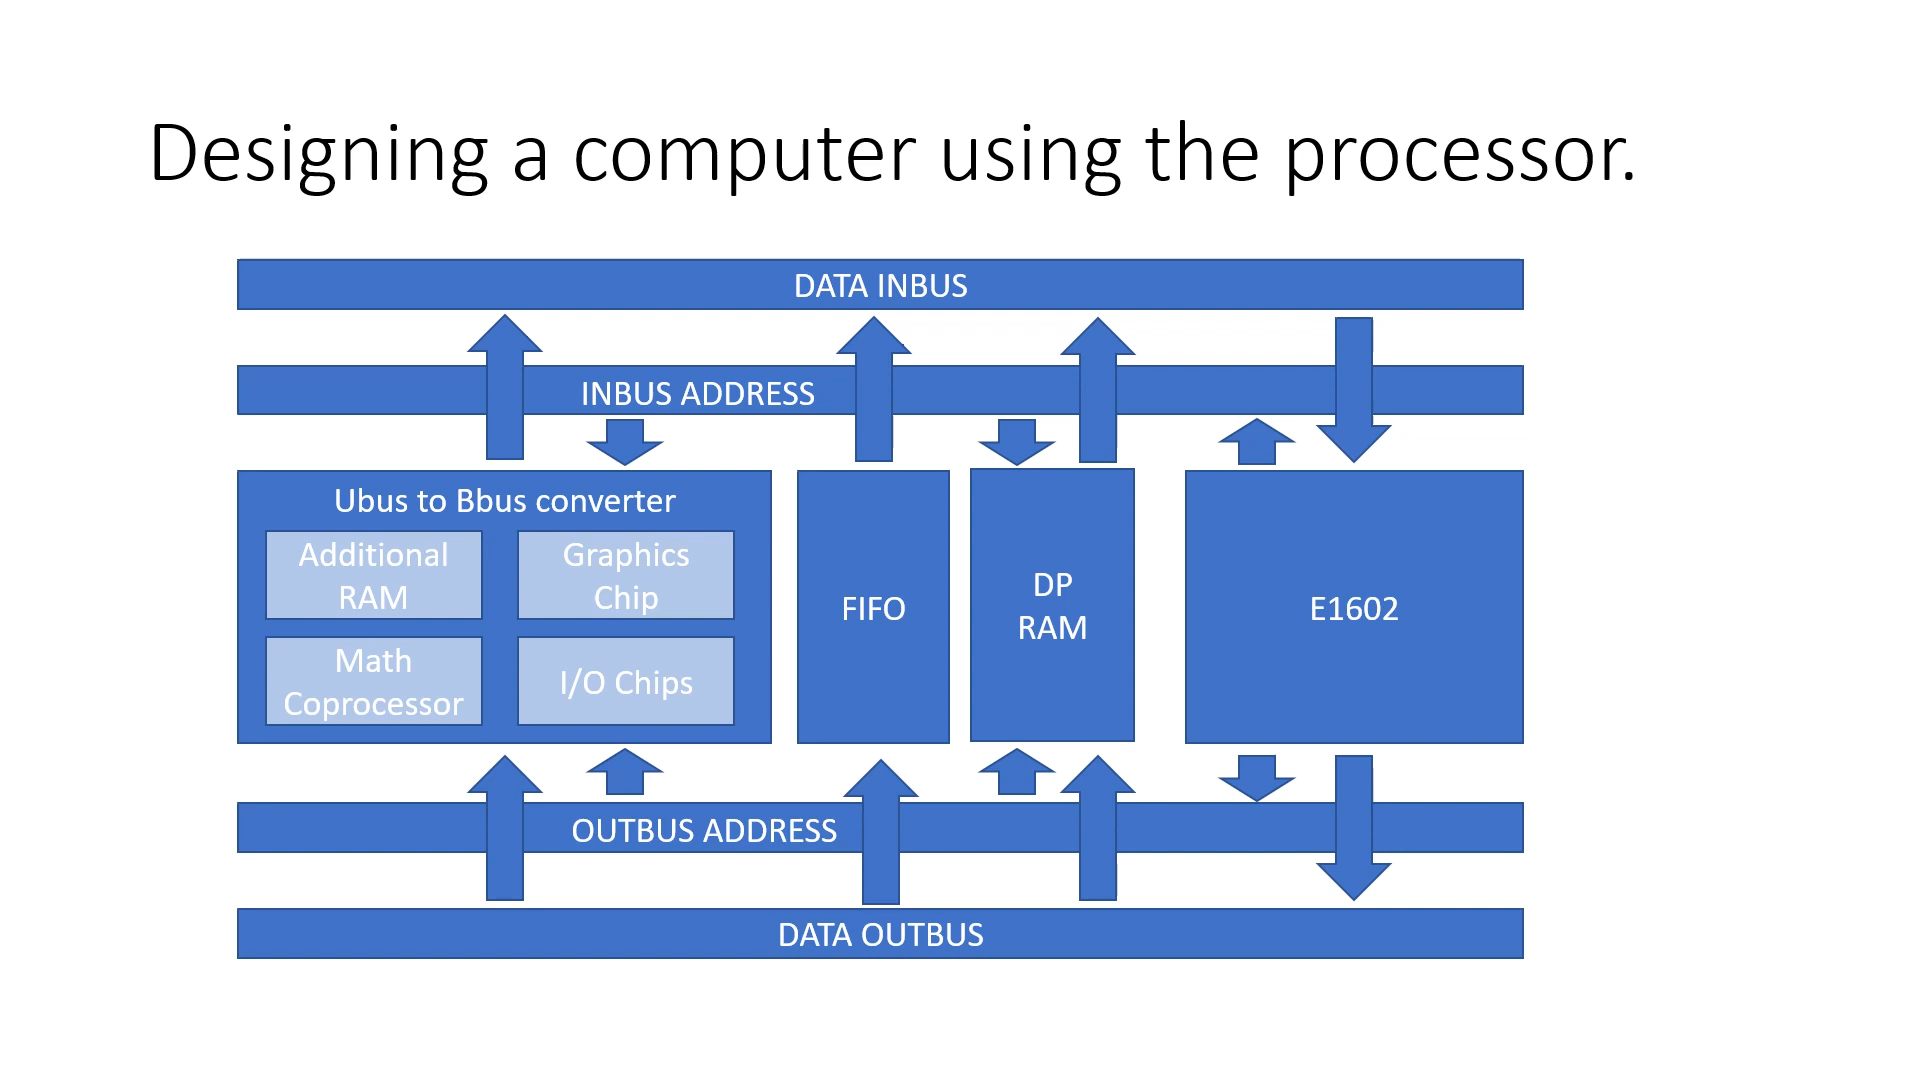 Designing a computer using the processor.
DATA INBUS
INBUS ADDRESS
Ubus to Bbus converter
Additional
RAM
Graphics
Chip
Math
Coprocessor
I/O Chips
FIFO
DP
RAM
E1602
OUTBUS ADDRESS
DATA OUTBUS